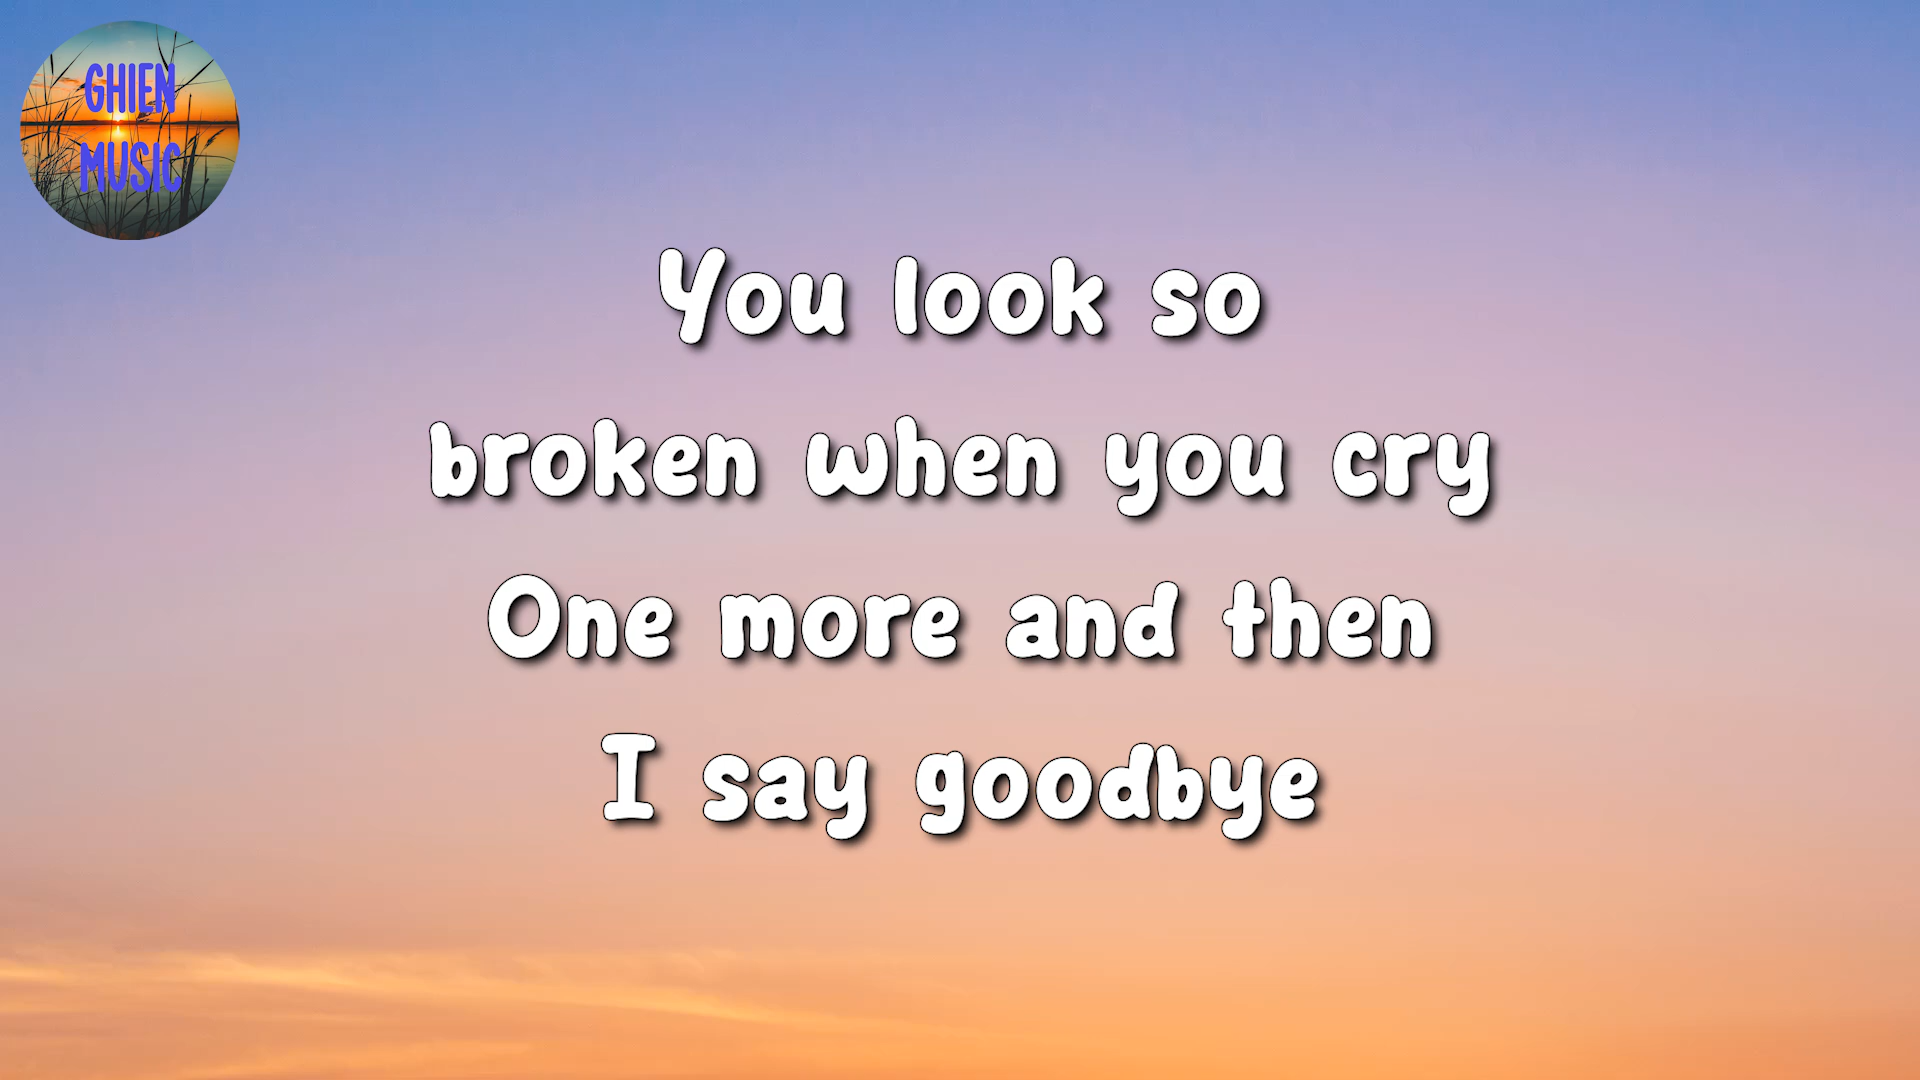 GHIEN
MUSIC
You look so
broken when you cry
One more and then
I say goodbye